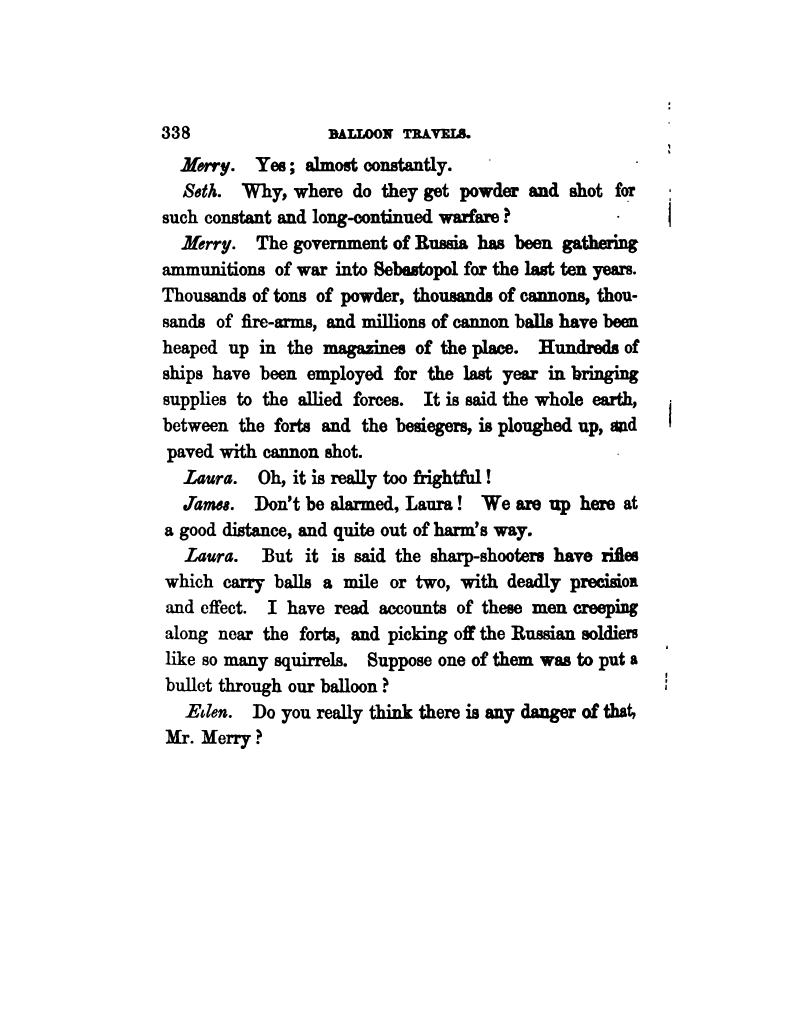 338 BALLOON TRAVELS.
Merry. Yes; almost constantly.
Seth. Why, where do they get powder and shot for
such constant and long-continued warfare?
Merry. The government of Russia has been gathering
ammunitions of war into Sebastopol for the last ten years.
Thousands of tons of powder, thousands of cannons, thou-
sands of fire-arms, and millions of cannon balls have been
heaped up in the magazines of the place. Hundreds of
ships have been employed for the last year in bringing
supplies to the allied forces. It is said the whole earth,
between the forts and the besiegers, is ploughed up, and
paved with cannon shot.
Laura. Oh, it is really too frightful!
James. Don't be alarmed, Laura! We are up here at
a good distance, and quite out of harm's way.
Laura. But it is said the sharp-shooters have rifles
which carry balls a mile or two, with deadly precision
and effect. I have read accounts of these men creeping
along near the forts, and picking off the Russian soldiers
like so many squirrels. Suppose one of them was to put a
bullet through our balloon?
Ellen. Do you really think there is any danger of that,
Mr. Merry?